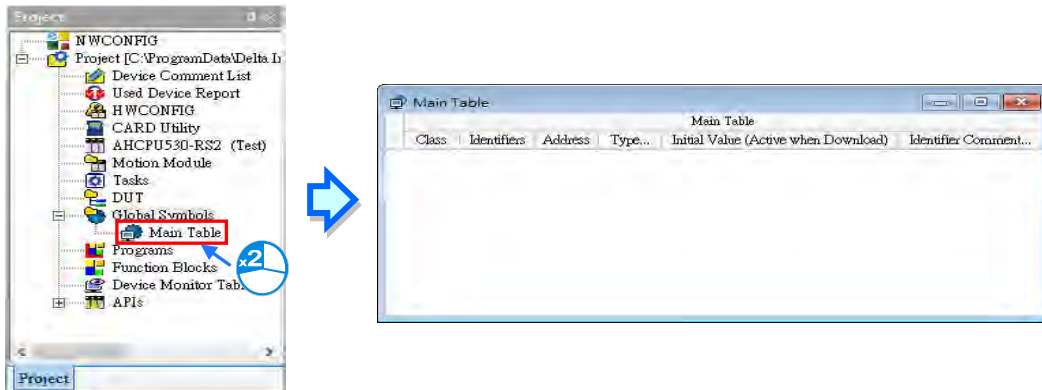 Project
NWCONFIG
Project [C:\ProgramData\Delta I
Device Comment List
Used Device Report
HWCONFIG
CARD Utility
AHCPU530-RS2 (Test)
Motion Module
Tasks
DUT
Global Symbols
Main Table
Programs
x2
Function Blocks
Device Monitor Tab
APIs
Project
Main Table
Main Table
Class Identifiers Address Type... Initial Value (Active when Download) Identifier Comment...